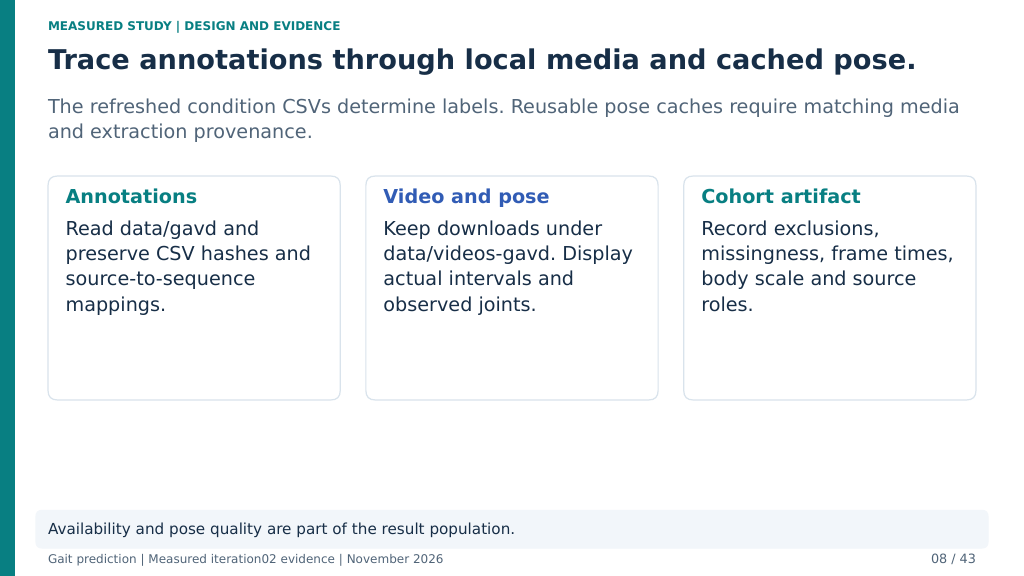 MEASURED STUDY | DESIGN AND EVIDENCE
Trace annotations through local media and cached pose.
The refreshed condition CSVs determine labels. Reusable pose caches require matching media
and extraction provenance.
Annotations
Read data/gavd and
preserve CSV hashes and
source-to-sequence
mappings.
Video and pose
Keep downloads under
data/videos-gavd. Display
actual intervals and
observed joints.
Cohort artifact
Record exclusions,
missingness, frame times,
body scale and source
roles.
Availability and pose quality are part of the result population.
Gait prediction | Measured iteration02 evidence | November 2026
08 / 43